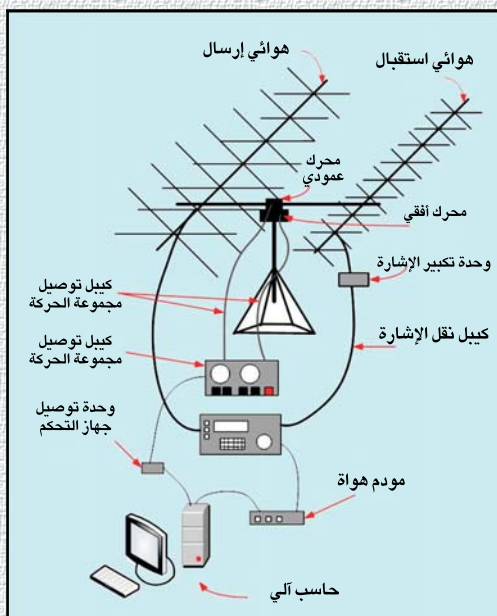 هوائي إرسال
هوائي استقبال
محرك
عمودي
محرك أفقي
وحدة تكبير الإشارة
كيبل توصيل
مجموعة الحركة
كيبل نقل الإشارة
كيبل توصيل
مجموعة الحركة
وحدة توصيل
جهاز التحكم
مودم هواة
حاسب آلي